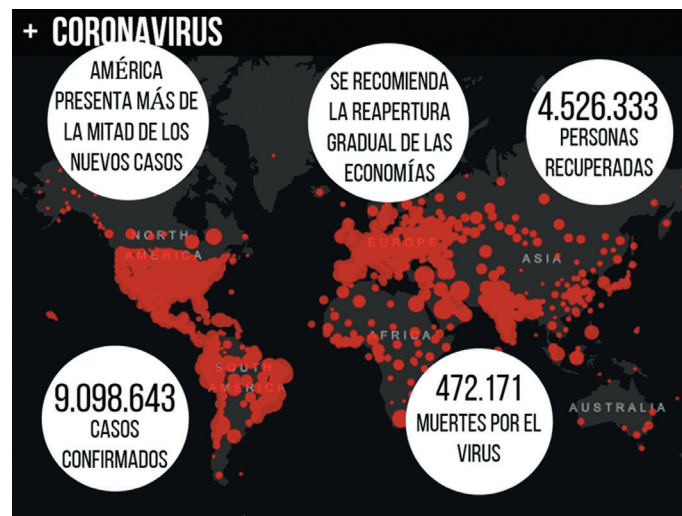 + CORONAVIRUS
AMÉRICA
PRESENTA MÁS DE
LA MITAD DE LOS
NUEVOS CASOS
SE RECOMIENDA
LA REAPERTURA
GRADUAL DE LAS
ECONOMÍAS
4.526.333
PERSONAS
RECUPERADAS
NORTH
AMERICA
EUROPE
ASIA
AFRICA
SOUTH
AMERICA
AUSTRALIA
9.098.643
CASOS
CONFIRMADOS
472.171
MUERTES POR EL
VIRUS